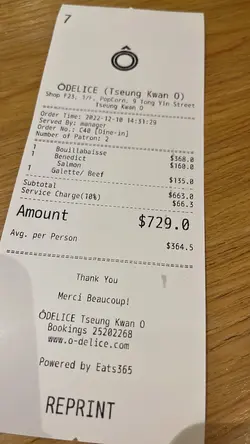 7
Ô
ÔDELICE (Tseung Kwan O)
Shop F23, 1/F, PopCorn, 9 Tong Yin Street
Tseung Kwan O
Order Time: 2022-12-10 14:31:29
Served By: manager
Order No.: C40 [Dine-in]
Number of Patron: 2
1 Bouillabaisse $368.0
1 Benedict $160.0
Salmon
1 Galette/ Beef $135.0
Subtotal $663.0
Service Charge(10%) $66.3
Amount $729.0
Avg. per Person $364.5
Thank You
Merci Beaucoup!
ÔDELICE Tseung Kwan O
Bookings 25202268
www.o-delice.com
Powered by Eats365
REPRINT